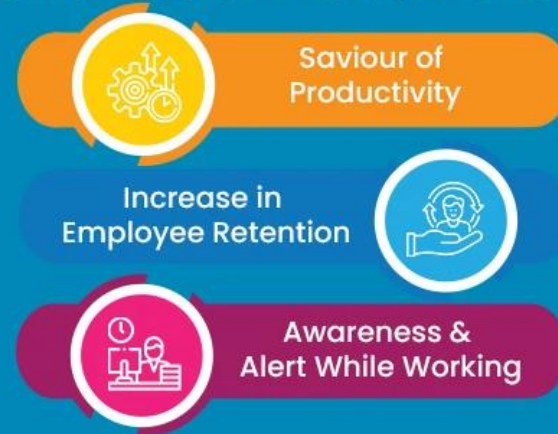 Saviour of
Productivity
Increase in
Employee Retention
Awareness &
Alert While Working